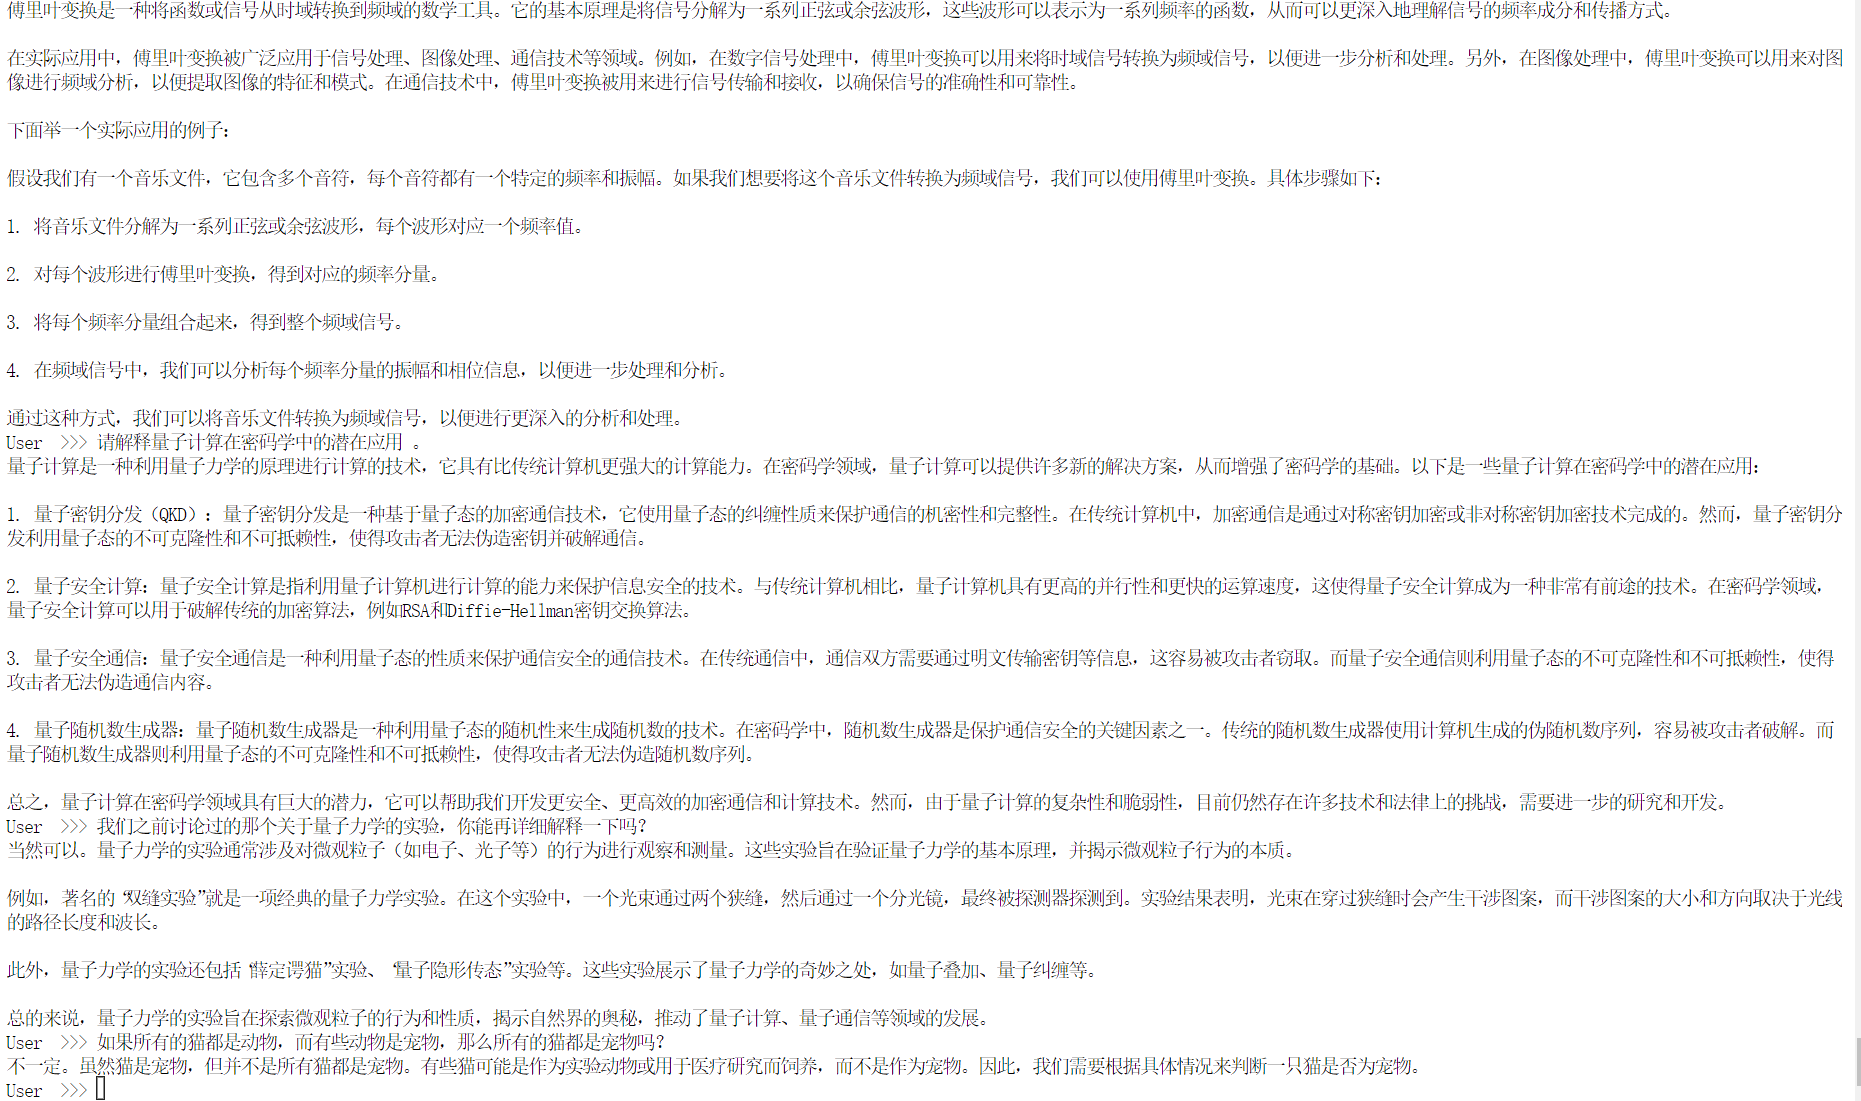 傅里叶变换是一种将函数或信号从时域转换到频域的数学工具。它的基本原理是将信号分解为一系列正弦或余弦波形，这些波形可以表示为一系列频率的函数，从而可以更深入地理解信号的频率成分和传播方式。
在实际应用中，傅里叶变换被广泛应用于信号处理、图像处理、通信技术等领域。例如，在数字信号处理中，傅里叶变换可以用来将时域信号转换为频域信号，以便进一步分析和处理。另外，在图像处理中，傅里叶变换可以用来对图
像进行频域分析，以便提取图像的特征和模式。在通信技术中，傅里叶变换被用来进行信号传输和接收，以确保信号的准确性和可靠性。
下面举一个实际应用的例子：
假设我们有一个音乐文件，它包含多个音符，每个音符都有一个特定的频率和振幅。如果我们想要将这个音乐文件转换为频域信号，我们可以使用傅里叶变换。具体步骤如下：
1. 将音乐文件分解为一系列正弦或余弦波形，每个波形对应一个频率值。
2. 对每个波形进行傅里叶变换，得到对应的频率分量。
3. 将每个频率分量组合起来，得到整个频域信号。
4. 在频域信号中，我们可以分析每个频率分量的振幅和相位信息，以便进一步处理和分析。
通过这种方式，我们可以将音乐文件转换为频域信号，以便进行更深入的分析和处理。
User >>> 请解释量子计算在密码学中的潜在应用 。
量子计算是一种利用量子力学的原理进行计算的技术，它具有比传统计算机更强大的计算能力。在密码学领域，量子计算可以提供许多新的解决方案，从而增强了密码学的基础。以下是一些量子计算在密码学中的潜在应用：
1. 量子密钥分发（QKD）：量子密钥分发是一种基于量子态的加密通信技术，它使用量子态的纠缠性质来保护通信的机密性和完整性。在传统计算机中，加密通信是通过对称密钥加密或非对称密钥加密技术完成的。然而，量子密钥分
发利用量子态的不可克隆性和不可抵赖性，使得攻击者无法伪造密钥并破解通信。
2. 量子安全计算：量子安全计算是指利用量子计算机进行计算的能力来保护信息安全的技术。与传统计算机相比，量子计算机具有更高的并行性和更快的运算速度，这使得量子安全计算成为一种非常有前途的技术。在密码学领域，
量子安全计算可以用于破解传统的加密算法，例如RSA和Diffie-Hellman密钥交换算法。
3. 量子安全通信：量子安全通信是一种利用量子态的性质来保护通信安全的通信技术。在传统通信中，通信双方需要通过明文传输密钥等信息，这容易被攻击者窃取。而量子安全通信则利用量子态的不可克隆性和不可抵赖性，使得
攻击者无法伪造通信内容。
4. 量子随机数生成器：量子随机数生成器是一种利用量子态的随机性来生成随机数的技术。在密码学中，随机数生成器是保护通信安全的关键因素之一。传统的随机数生成器使用计算机生成的伪随机数序列，容易被攻击者破解。而
量子随机数生成器则利用量子态的不可克隆性和不可抵赖性，使得攻击者无法伪造随机数序列。
总之，量子计算在密码学领域具有巨大的潜力，它可以帮助我们开发更安全、更高效的加密通信和计算技术。然而，由于量子计算的复杂性和脆弱性，目前仍然存在许多技术和法律上的挑战，需要进一步的研究和开发。
User >>> 我们之前讨论过的那个关于量子力学的实验，你能再详细解释一下吗？
当然可以。量子力学的实验通常涉及对微观粒子（如电子、光子等）的行为进行观察和测量。这些实验旨在验证量子力学的基本原理，并揭示微观粒子行为的本质。
例如，著名的“双缝实验”就是一项经典的量子力学实验。在这个实验中，一个光束通过两个狭缝，然后通过一个分光镜，最终被探测器探测到。实验结果表明，光束在穿过狭缝时会产生干涉图案，而干涉图案的大小和方向取决于光线
的路径长度和波长。
此外，量子力学的实验还包括“薛定谔猫”实验、“量子隐形传态”实验等。这些实验展示了量子力学的奇妙之处，如量子叠加、量子纠缠等。
总的来说，量子力学的实验旨在探索微观粒子的行为和性质，揭示自然界的奥秘，推动了量子计算、量子通信等领域的发展。
User >>> 如果所有的猫都是动物，而有些动物是宠物，那么所有的猫都是宠物吗？
不一定。虽然猫是宠物，但并不是所有猫都是宠物。有些猫可能是作为实验动物或用于医疗研究而饲养，而不是作为宠物。因此，我们需要根据具体情况来判断一只猫是否为宠物。
User >>>